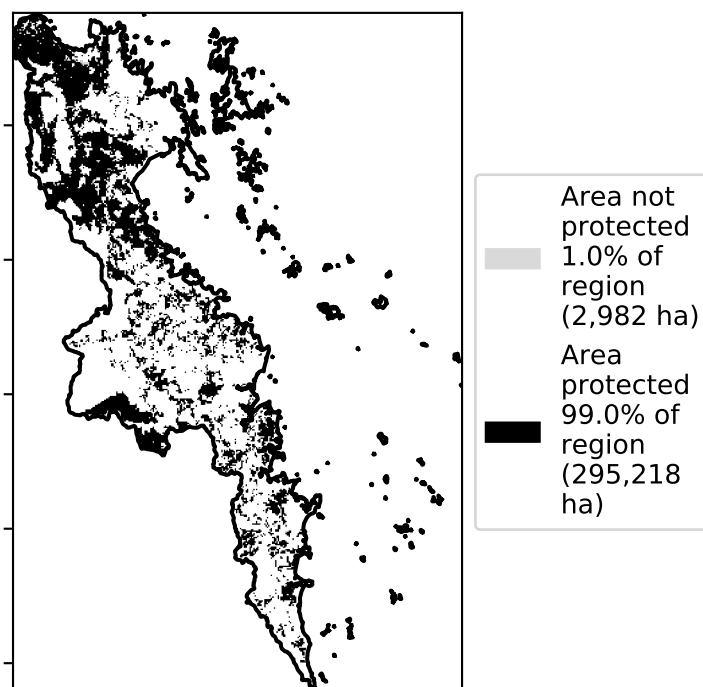 Area not
protected
1.0% of
region
(2,982 ha)
Area
protected
99.0% of
region
(295,218
ha)